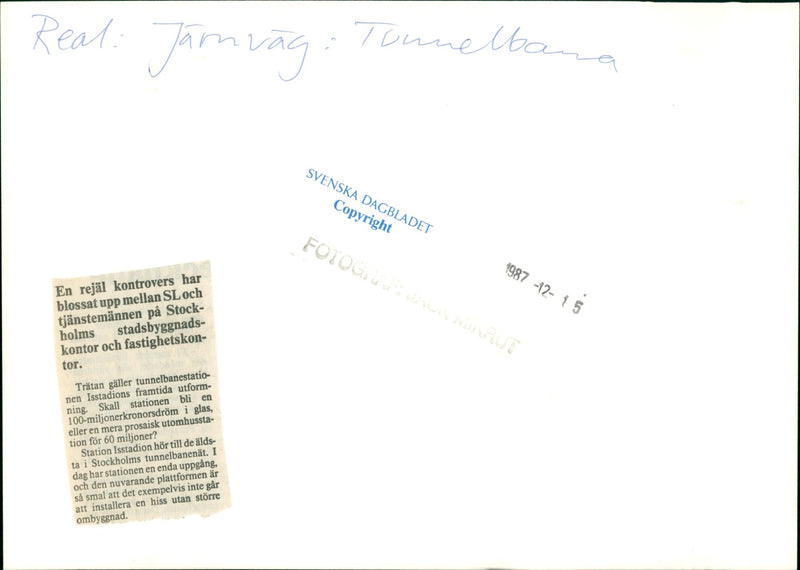 Real: Järnväg: Tunnelbana
SVENSKA DAGBLADET
Copyright
FOTOGRAF: JACK MIKRUT
1987 -12- 15
En rejäl kontrovers har
blossat upp mellan SL och
tjänstemännen på Stock-
holms stadsbyggnads-
kontor och fastighetskon-
tor.
Trätan gäller tunnelbanestatio-
nen Isstadions framtida utform-
ning. Skall stationen bli en
100-miljonerkronorsdröm i glas,
eller en mera prosaisk utomhussta-
tion för 60 miljoner?
Station Isstadion hör till de älds-
ta i Stockholms tunnelbanenät. I
dag har stationen en enda uppgång,
och den nuvarande plattformen är
så smal att det exempelvis inte går
att installera en hiss utan större
ombyggnad.